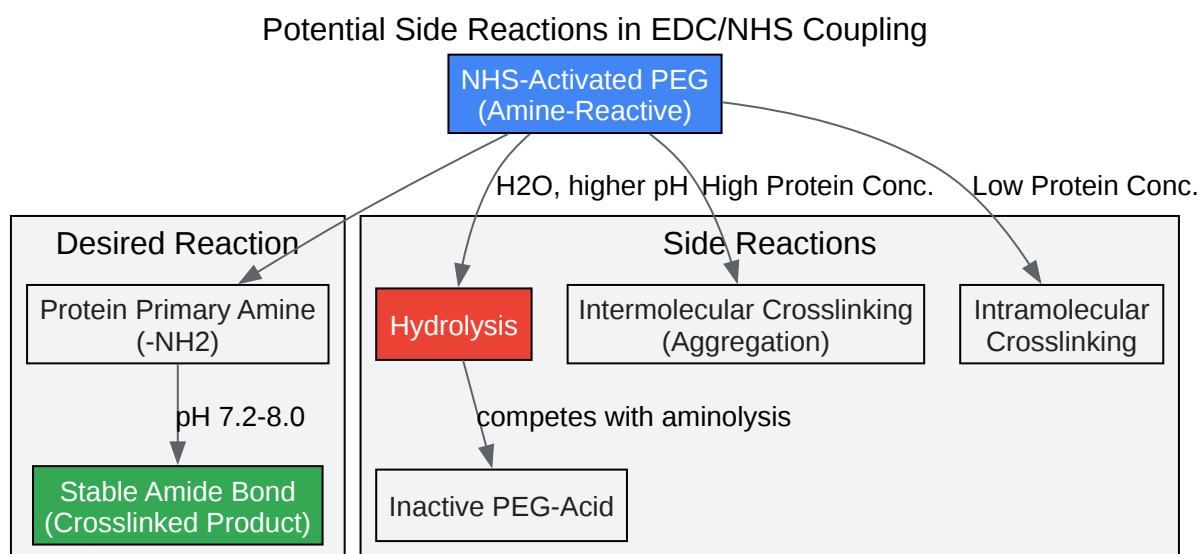 Potential Side Reactions in EDC/NHS Coupling
NHS-Activated PEG
(Amine-Reactive)
H2O, higher pH
High Protein Conc.
Low Protein Conc.
Desired Reaction
Side Reactions
Protein Primary Amine
(-NH2)
Hydrolysis
Intermolecular Crosslinking
(Aggregation)
Intramolecular
Crosslinking
pH 7.2-8.0
competes with aminolysis
Stable Amide Bond
(Crosslinked Product)
Inactive PEG-Acid